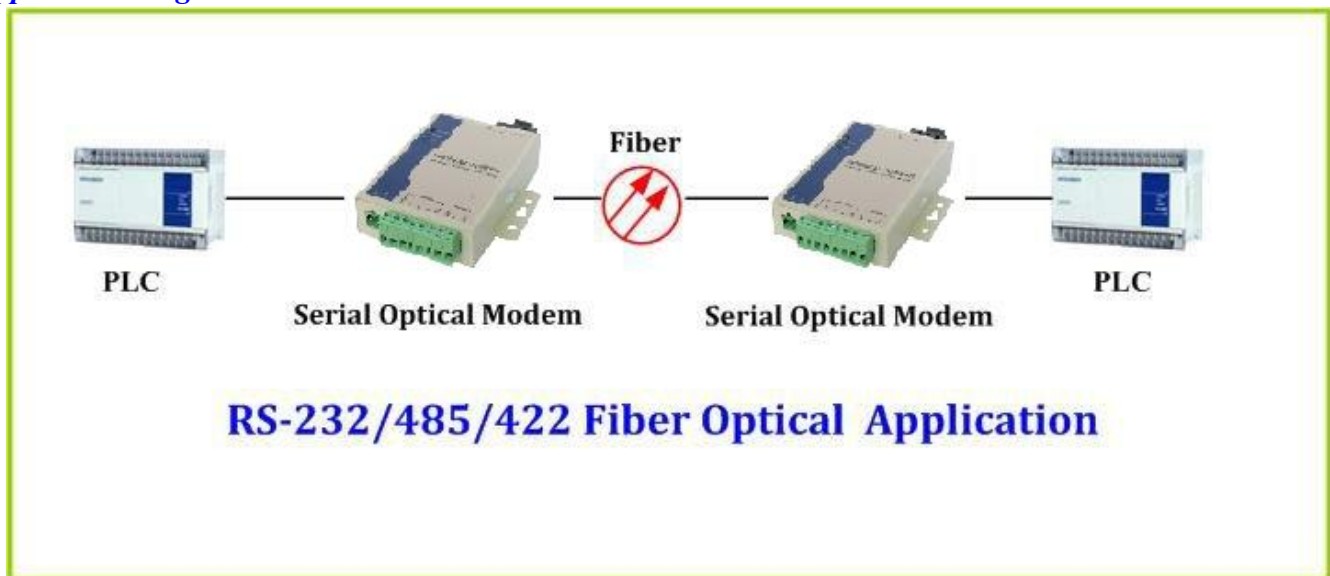 Fiber
PLC
PLC
Serial Optical Modem
Serial Optical Modem
RS-232/485/422 Fiber Optical Application